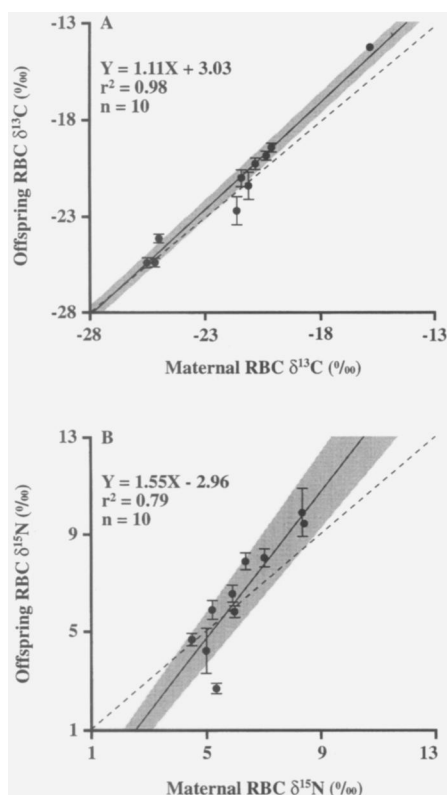 A
Y = 1.11X + 3.03
r² = 0.98
n = 10
Offspring RBC δ¹³C (‰)
-13
-18
-23
-28
-28
-23
-18
-13
Maternal RBC δ¹³C (‰)
B
Y = 1.55X - 2.96
r² = 0.79
n = 10
Offspring RBC δ¹⁵N (‰)
13
9
5
1
1
5
9
13
Maternal RBC δ¹⁵N (‰)